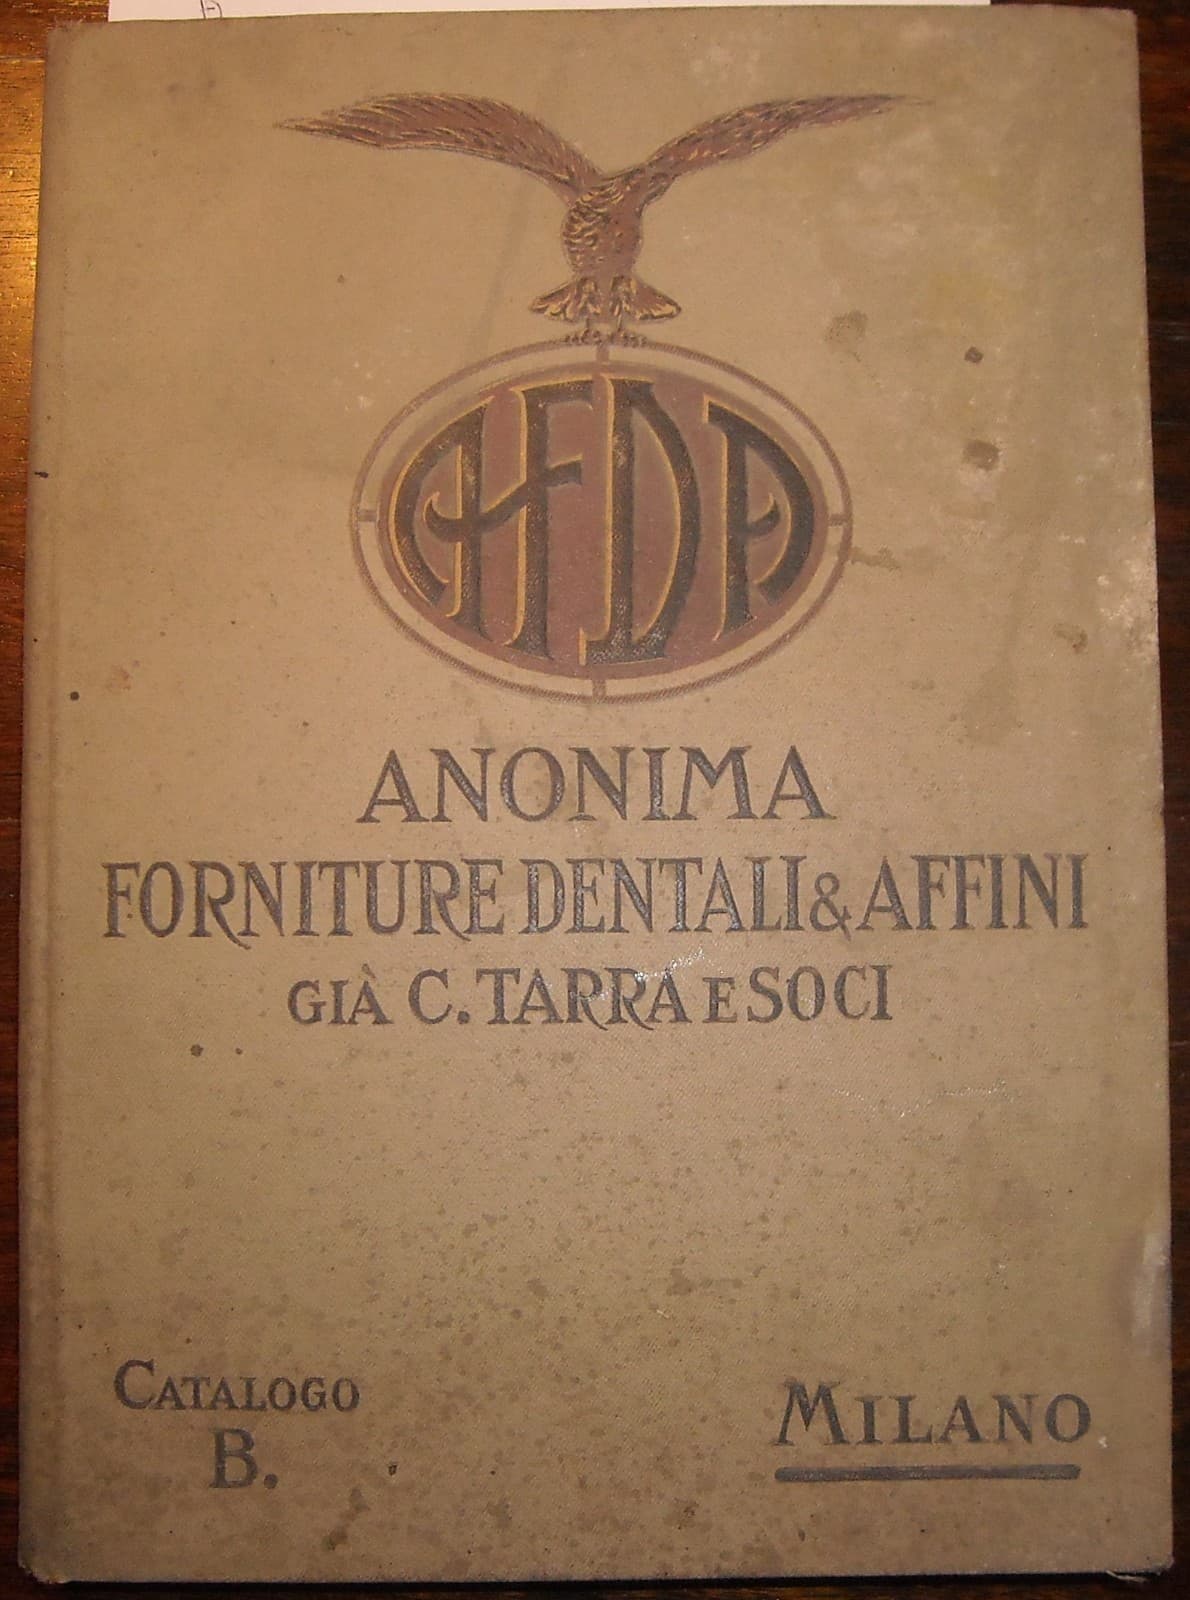 AFDA
ANONIMA
FORNITURE DENTALI & AFFINI
GIÀ C. TARRA E SOCI
CATALOGO
B.
MILANO